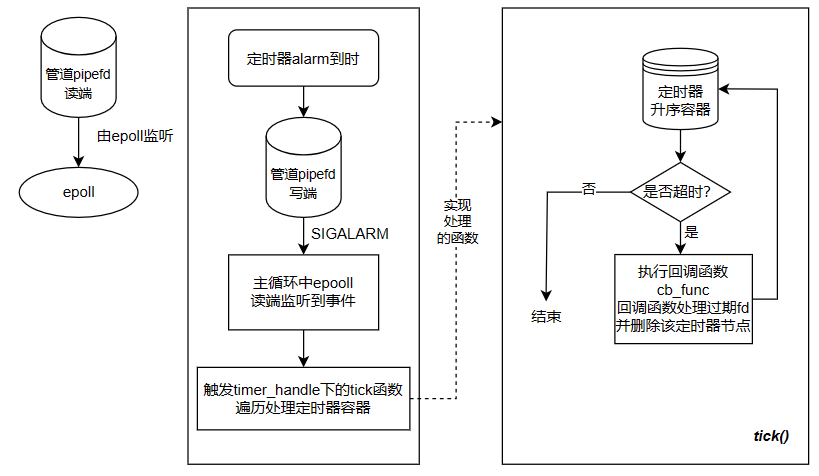 管道pipefd
读端
由epoll监听
epoll
定时器alarm到时
管道pipefd
写端
SIGALARM
主循环中epooll
读端监听到事件
触发timer_handle下的tick函数
遍历处理定时器容器
实现
处理
的函数
定时器
升序容器
是否超时?
否
是
结束
执行回调函数
cb_func
回调函数处理过期fd
并删除该定时器节点
tick()